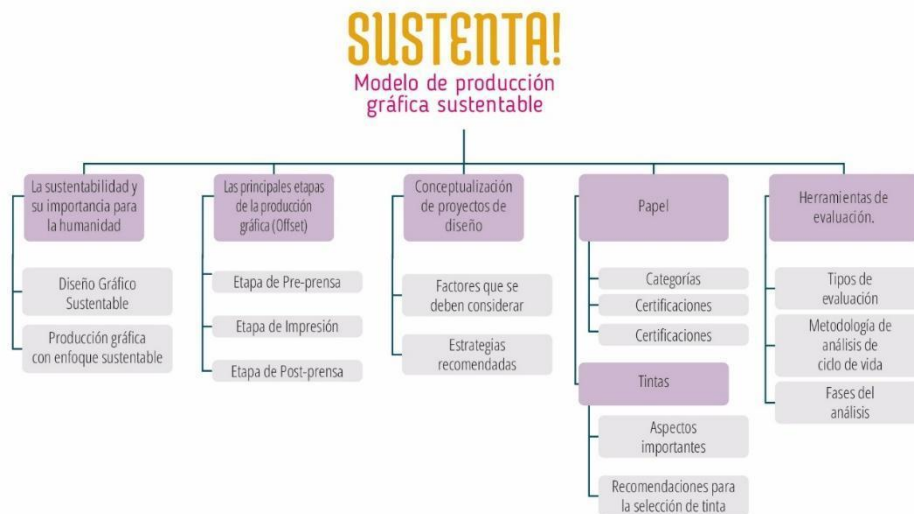 SUSTENTA!
Modelo de producción
gráfica sustentable
La sustentabilidad y
su importancia para
la humanidad
Diseño Gráfico
Sustentable
Producción gráfica
con enfoque sustentable
Las principales etapas
de la producción
gráfica (Offset)
Etapa de Pre-prensa
Etapa de Impresión
Etapa de Post-prensa
Conceptualización
de proyectos de
diseño
Factores que se
deben considerar
Estrategias
recomendadas
Papel
Categorías
Certificaciones
Certificaciones
Tintas
Aspectos
importantes
Recomendaciones para
la selección de tinta
Herramientas de
evaluación.
Tipos de
evaluación
Metodología de
análisis de
ciclo de vida
Fases del
análisis